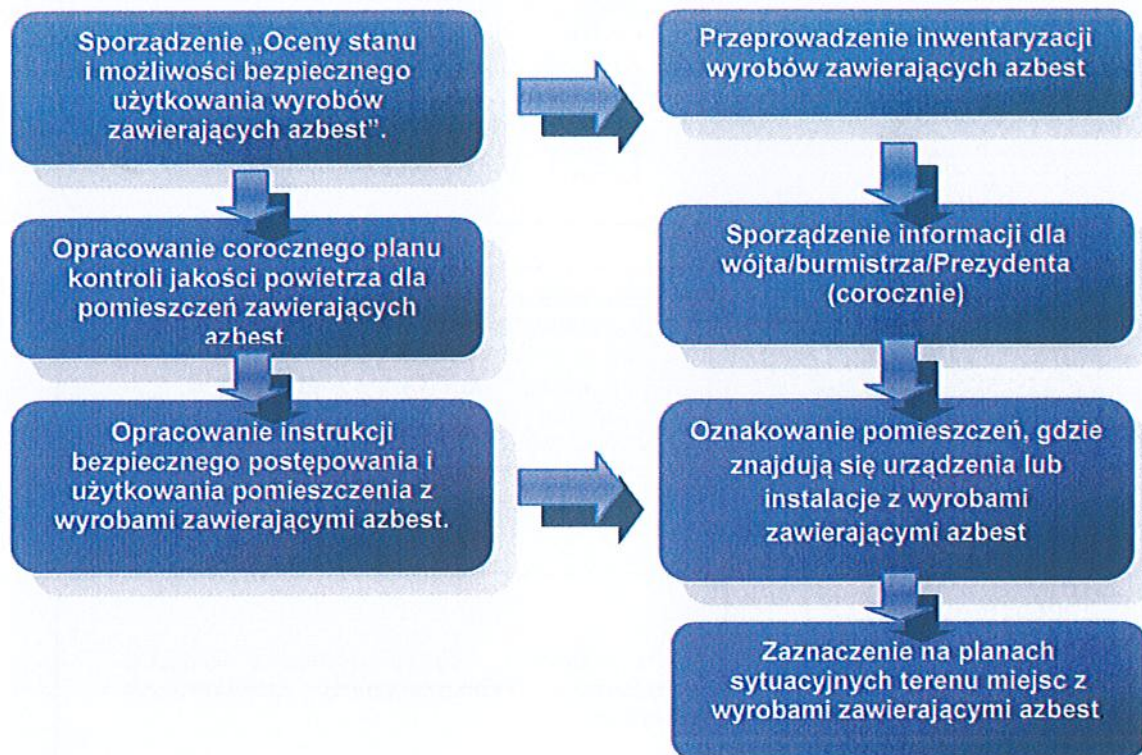 Sporządzenie „Oceny stanu
i możliwości bezpiecznego
użytkowania wyrobów
zawierających azbest”.
Przeprowadzenie inwentaryzacji
wyrobów zawierających azbest
Opracowanie corocznego planu
kontroli jakości powietrza dla
pomieszczeń zawierających
azbest
Sporządzenie informacji dla
wójta/burmistrza/Prezydenta
(corocznie)
Opracowanie instrukcji
bezpiecznego postępowania i
użytkowania pomieszczenia z
wyrobami zawierającymi azbest.
Oznakowanie pomieszczeń, gdzie
znajdują się urządzenia lub
instalacje z wyrobami
zawierającymi azbest
Zaznaczenie na planach
sytuacyjnych terenu miejsc z
wyrobami zawierającymi azbest